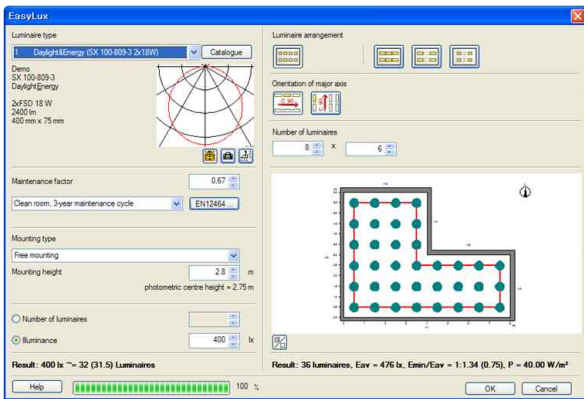 EasyLux
Luminaire type
1 Daylight&Energy (SX 100-809-3 2x18W)
Catalogue
Demo
SX 100-809-3
Daylight Energy
2xFSD 18 W
2400 lm
400 mm x 75 mm
Maintenance factor
0.67
Clean room, 3-year maintenance cycle
EN12464 ...
Mounting type
Free mounting
Mounting height
2.8 m
photometric centre height = 2.75 m
Number of luminaires
Illuminance
400 lx
Result: 400 lx ~= 32 (31.5) Luminaires
Help
100 %
Luminaire arrangement
Orientation of major axis
C 90
C 90
Number of luminaires
8 x 6
Result: 36 luminaires, Eav = 476 lx, Emin/Eav = 1:1.34 (0.75), P = 40.00 W/m²
OK
Cancel